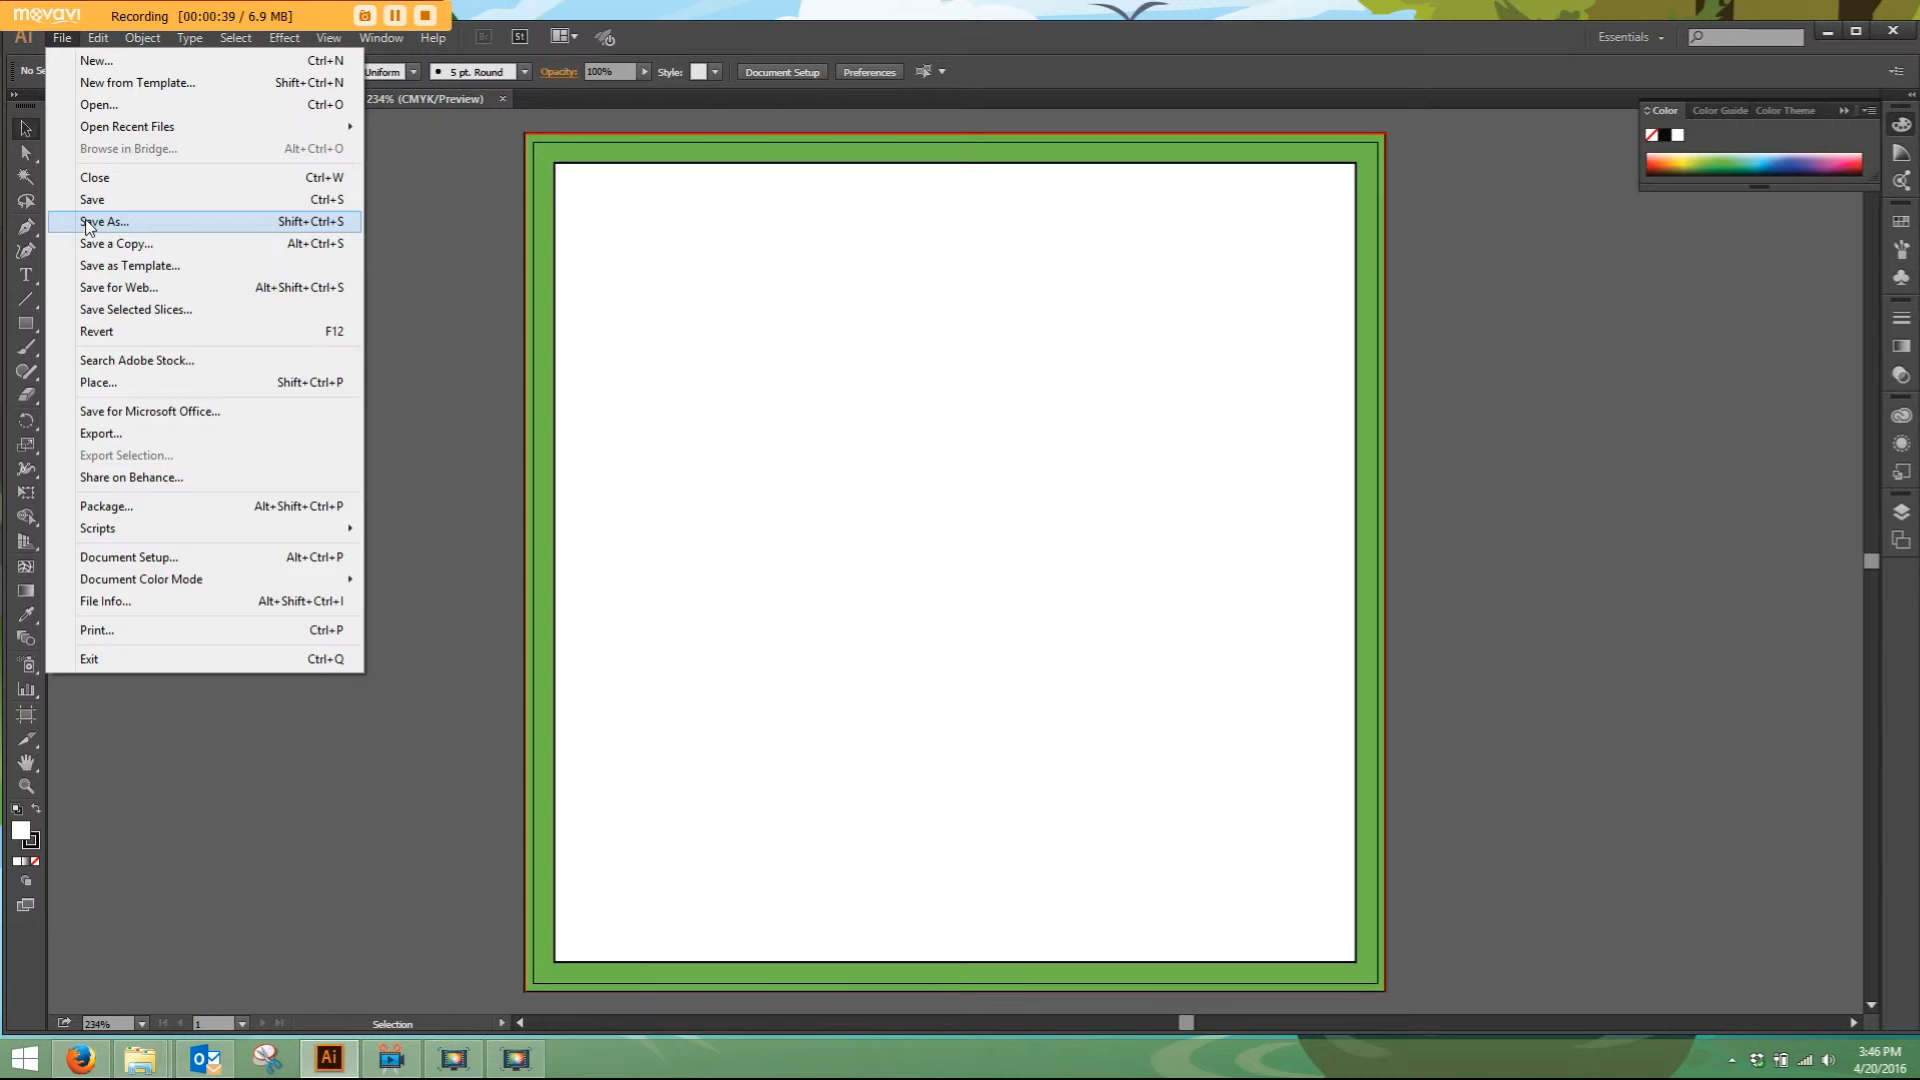 movavi Recording [00:00:39 / 6.9 MB]
Ai File Edit Object Type Select Effect View Window Help Br St Essentials
Uniform 5 pt. Round Opacity: 100% Style: Document Setup Preferences
234% (CMYK/Preview)
New... Ctrl+N
New from Template... Shift+Ctrl+N
Open... Ctrl+O
Open Recent Files
Browse in Bridge... Alt+Ctrl+O
Close Ctrl+W
Save Ctrl+S
Save As... Shift+Ctrl+S
Save a Copy... Alt+Ctrl+S
Save as Template...
Save for Web... Alt+Shift+Ctrl+S
Save Selected Slices...
Revert F12
Search Adobe Stock...
Place... Shift+Ctrl+P
Save for Microsoft Office...
Export...
Export Selection...
Share on Behance...
Package... Alt+Shift+Ctrl+P
Scripts
Document Setup... Alt+Ctrl+P
Document Color Mode
File Info... Alt+Shift+Ctrl+I
Print... Ctrl+P
Exit Ctrl+Q
Color Color Guide Color Theme
234% 1 Selection
Ai
3:46 PM
4/20/2016